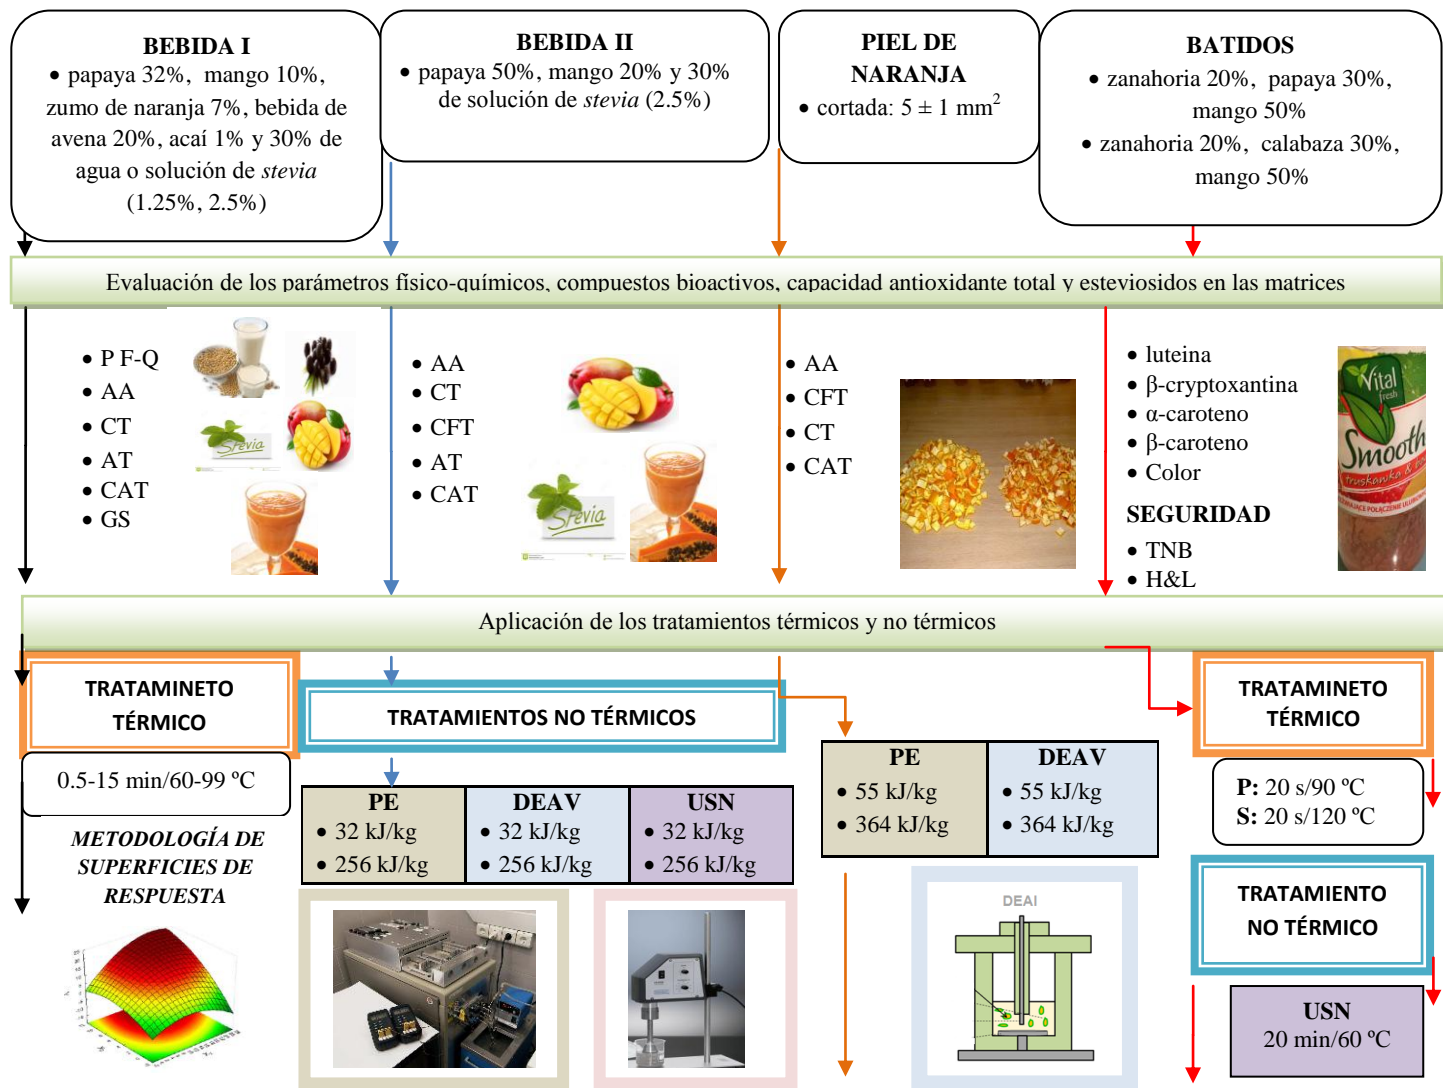 BEBIDA I
• papaya 32%, mango 10%,
zumo de naranja 7%, bebida de
avena 20%, acaí 1% y 30% de
agua o solución de stevia
(1.25%, 2.5%)
BEBIDA II
• papaya 50%, mango 20% y 30%
de solución de stevia (2.5%)
PIEL DE
NARANJA
• cortada: 5 ± 1 mm²
BATIDOS
• zanahoria 20%, papaya 30%,
mango 50%
• zanahoria 20%, calabaza 30%,
mango 50%
Evaluación de los parámetros físico-químicos, compuestos bioactivos, capacidad antioxidante total y esteviosidos en las matrices
• P F-Q
• AA
• CT
• AT
• CAT
• GS
Stevia
• AA
• CT
• CFT
• AT
• CAT
Stevia
• AA
• CFT
• CT
• CAT
• luteina
• β-cryptoxantina
• α-caroteno
• β-caroteno
• Color
SEGURIDAD
• TNB
• H&L
Vital
fresh
Smooth
truskawka &
Aplicación de los tratamientos térmicos y no térmicos
TRATAMINETO
TÉRMICO
0.5-15 min/60-99 ºC
METODOLOGÍA DE
SUPERFICIES DE
RESPUESTA
TRATAMIENTOS NO TÉRMICOS
PE
• 32 kJ/kg
• 256 kJ/kg
DEAV
• 32 kJ/kg
• 256 kJ/kg
USN
• 32 kJ/kg
• 256 kJ/kg
PE
• 55 kJ/kg
• 364 kJ/kg
DEAV
• 55 kJ/kg
• 364 kJ/kg
DEAI
TRATAMINETO
TÉRMICO
P: 20 s/90 ºC
S: 20 s/120 ºC
TRATAMIENTO
NO TÉRMICO
USN
20 min/60 ºC